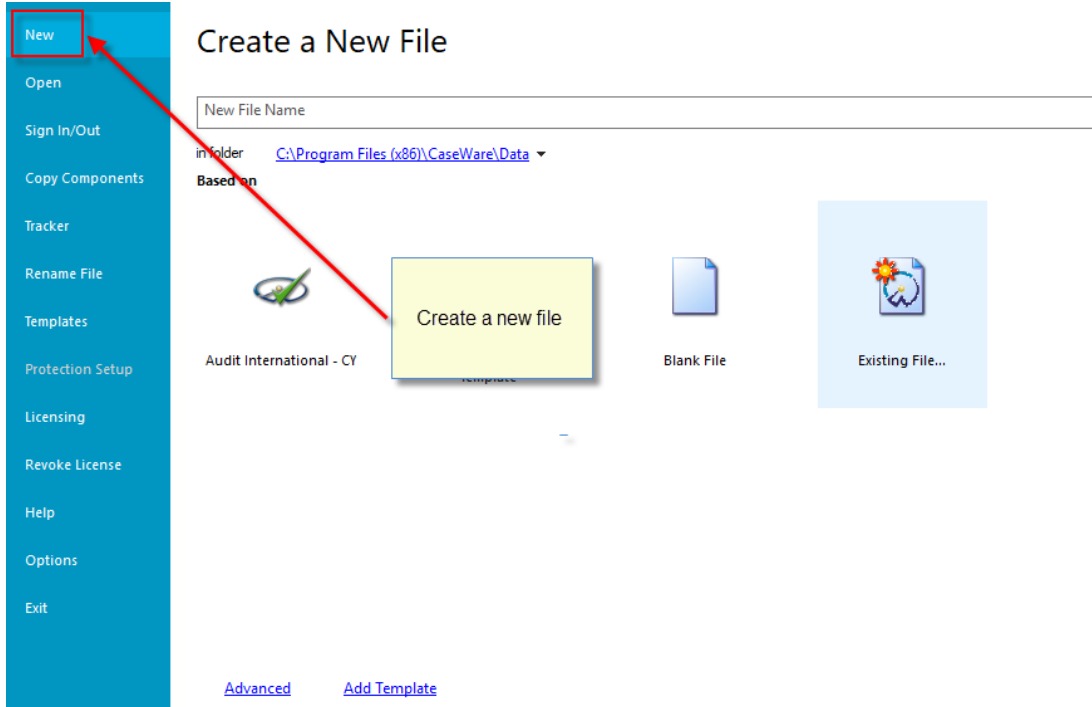 New
Open
Sign In/Out
Copy Components
Tracker
Rename File
Templates
Protection Setup
Licensing
Revoke License
Help
Options
Exit
Create a New File
New File Name
in folder C:\Program Files (x86)\CaseWare\Data
Based on
Create a new file
Audit International - CY
Template
Blank File
Existing File...
Advanced Add Template